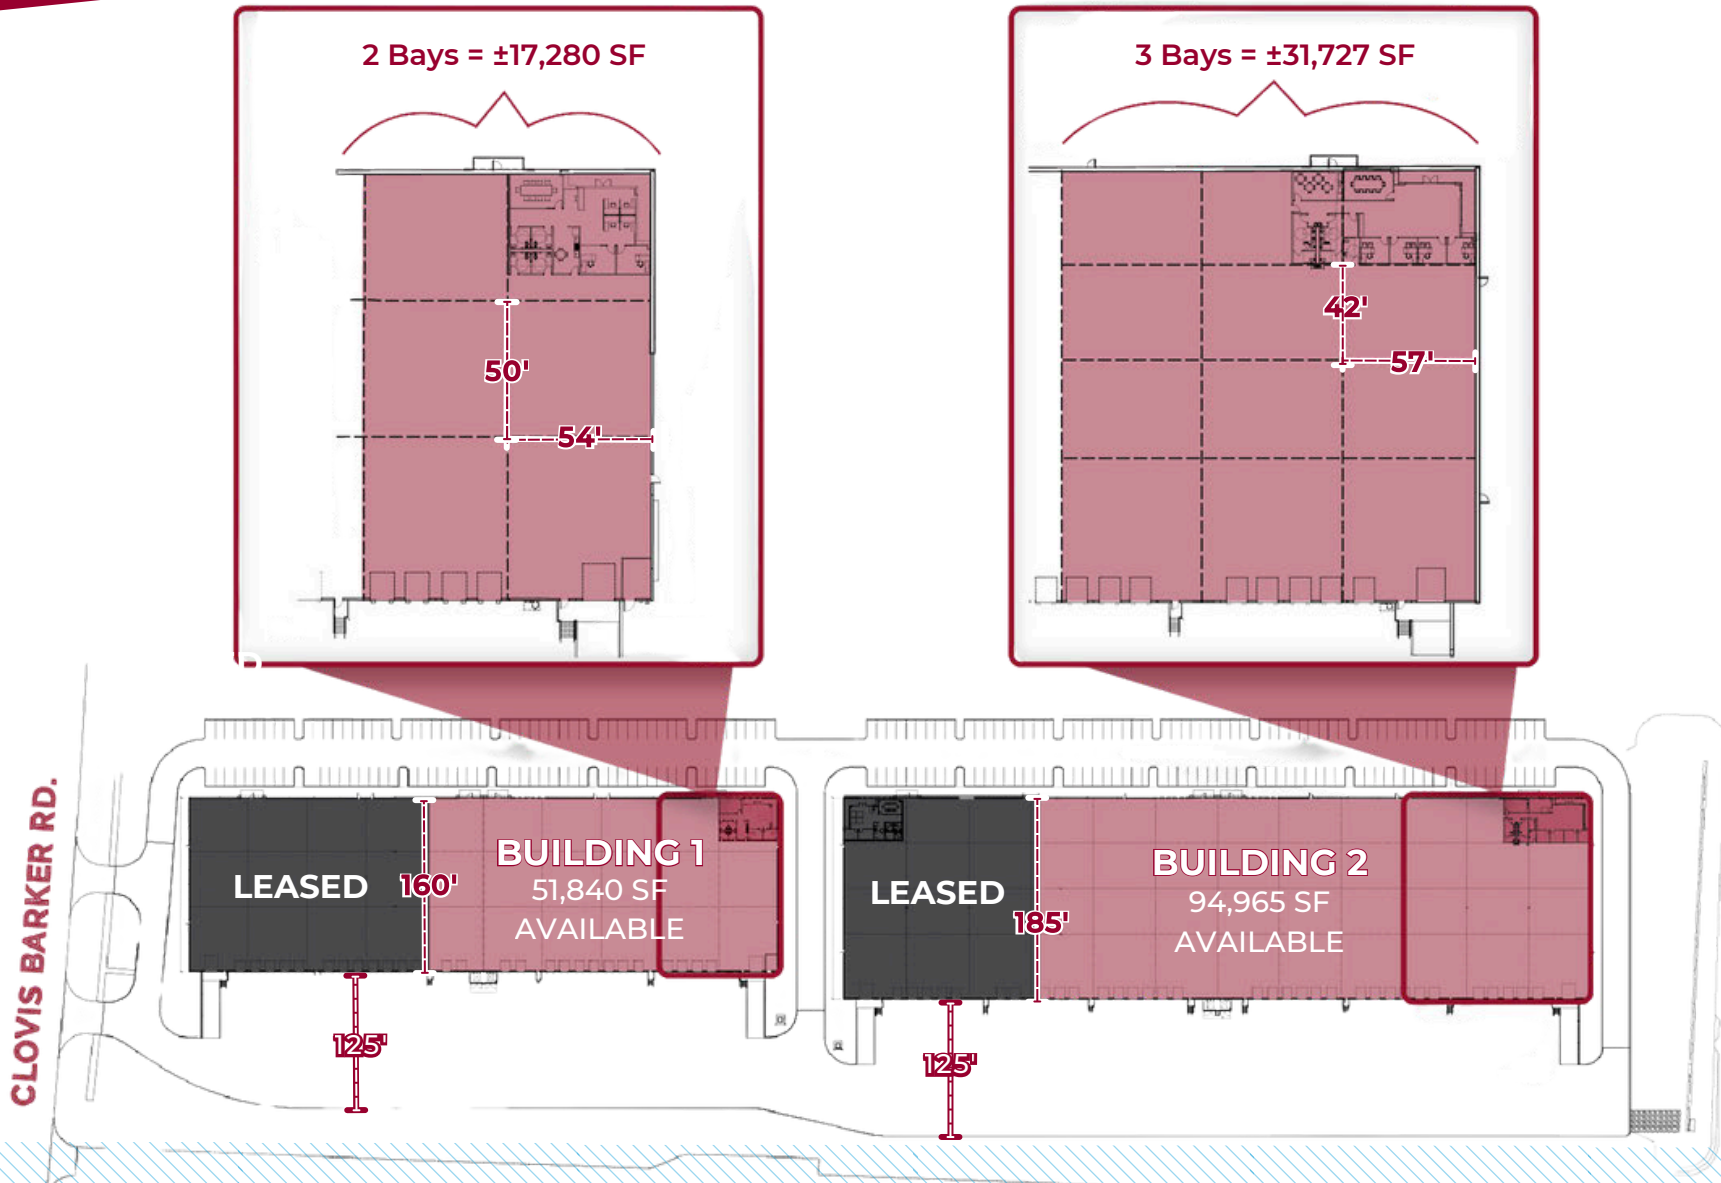 2 Bays = ±17,280 SF
3 Bays = ±31,727 SF
50'
54'
42'
57'
D
CLOVIS BARKER RD.
LEASED
160'
BUILDING 1
51,840 SF
AVAILABLE
125'
LEASED
185'
BUILDING 2
94,965 SF
AVAILABLE
125'